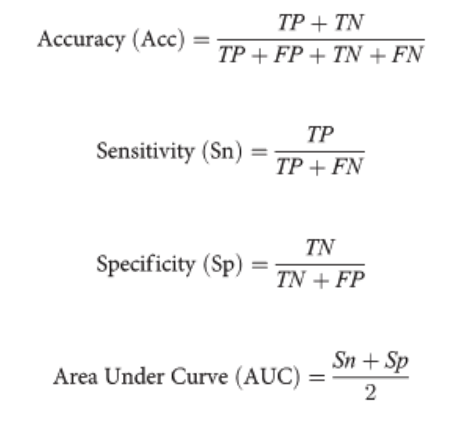 Accuracy (Acc) = TP + TN / TP + FP + TN + FN
Sensitivity (Sn) = TP / TP + FN
Specificity (Sp) = TN / TN + FP
Area Under Curve (AUC) = Sn + Sp / 2